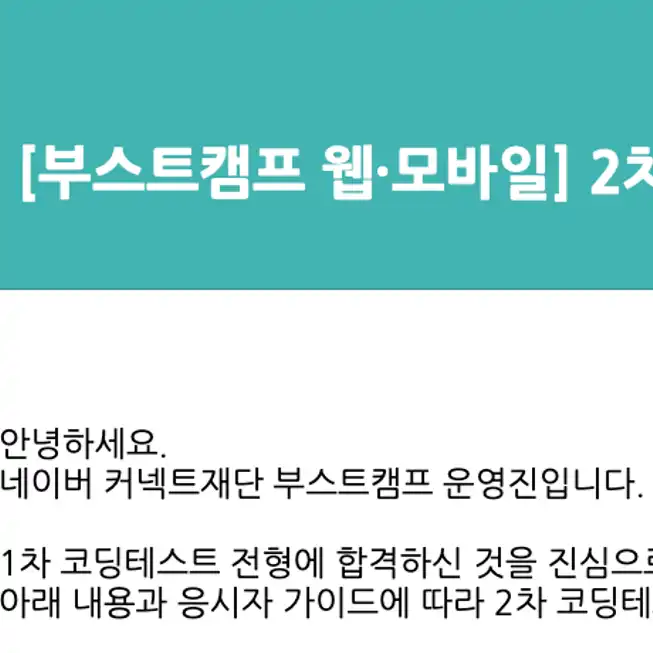 [부스트캠프 웹·모바일] 2차
안녕하세요.
네이버 커넥트재단 부스트캠프 운영진입니다.
1차 코딩테스트 전형에 합격하신 것을 진심으로
아래 내용과 응시자 가이드에 따라 2차 코딩테